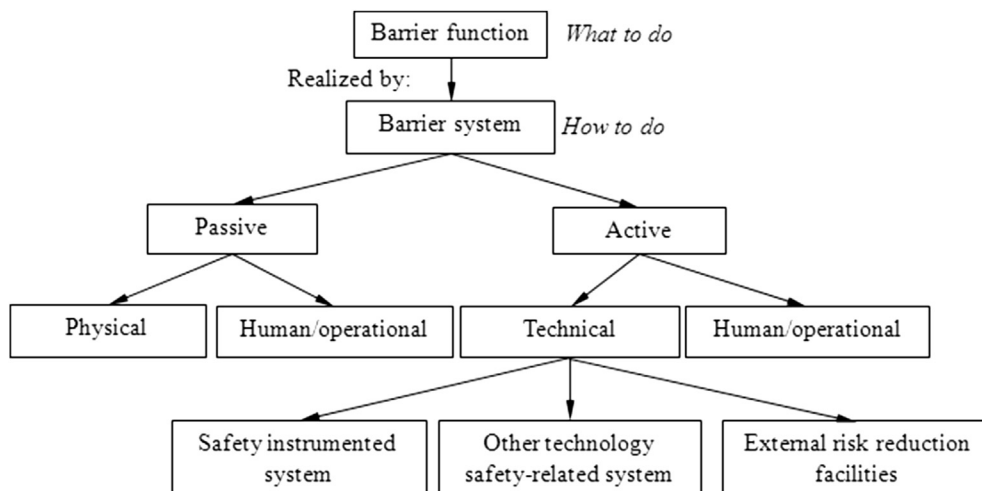 Barrier function
What to do
Realized by:
Barrier system
How to do
Passive
Active
Physical
Human/operational
Technical
Human/operational
Safety instrumented
system
Other technology
safety-related system
External risk reduction
facilities